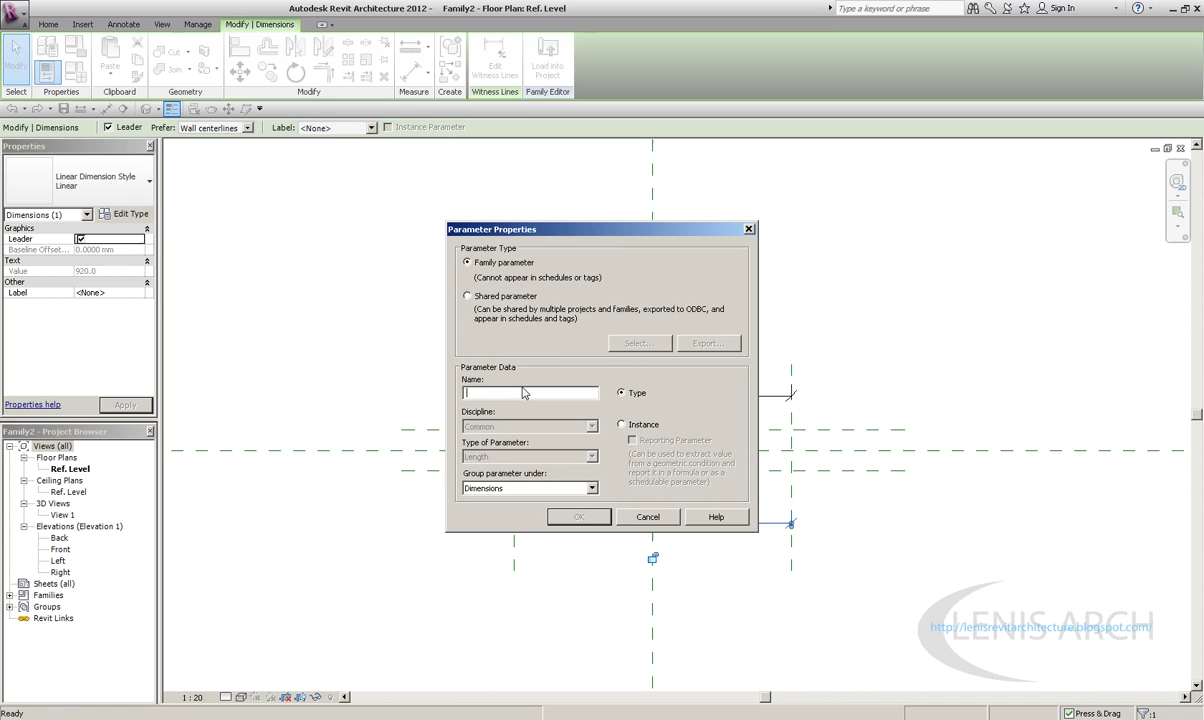 Autodesk Revit Architecture 2012 - Family2 - Floor Plan: Ref. Level
Type a keyword or phrase
Sign In
Home Insert Annotate View Manage Modify | Dimensions
Modify
Paste
Cut
Join
Edit
Witness Lines
Load into
Project
Select Properties Clipboard Geometry Modify Measure Create Witness Lines Family Editor
Modify | Dimensions
Leader
Prefer: Wall centerlines
Label: <None>
Instance Parameter
Properties
Linear Dimension Style
Linear
Dimensions (1)
Edit Type
Graphics
Leader
Baseline Offset... 0.0000 mm
Text
Value 920.0
Other
Label <None>
Properties help
Apply
Family2 - Project Browser
Views (all)
Floor Plans
Ref. Level
Ceiling Plans
Ref. Level
3D Views
View 1
Elevations (Elevation 1)
Back
Front
Left
Right
Sheets (all)
Families
Groups
Revit Links
Parameter Properties
Parameter Type
Family parameter
(Cannot appear in schedules or tags)
Shared parameter
(Can be shared by multiple projects and families, exported to ODBC, and
appear in schedules and tags)
Select...
Export...
Parameter Data
Name:
Type
Discipline:
Common
Instance
Reporting Parameter
Type of Parameter:
Length
(Can be used to extract value
from a geometric condition and
report it in a formula or as a
schedulable parameter)
Group parameter under:
Dimensions
OK
Cancel
Help
LENIS ARCH
http://lenisrevitarchitecture.blogspot.com/
1 : 20
Ready
Press & Drag
:1